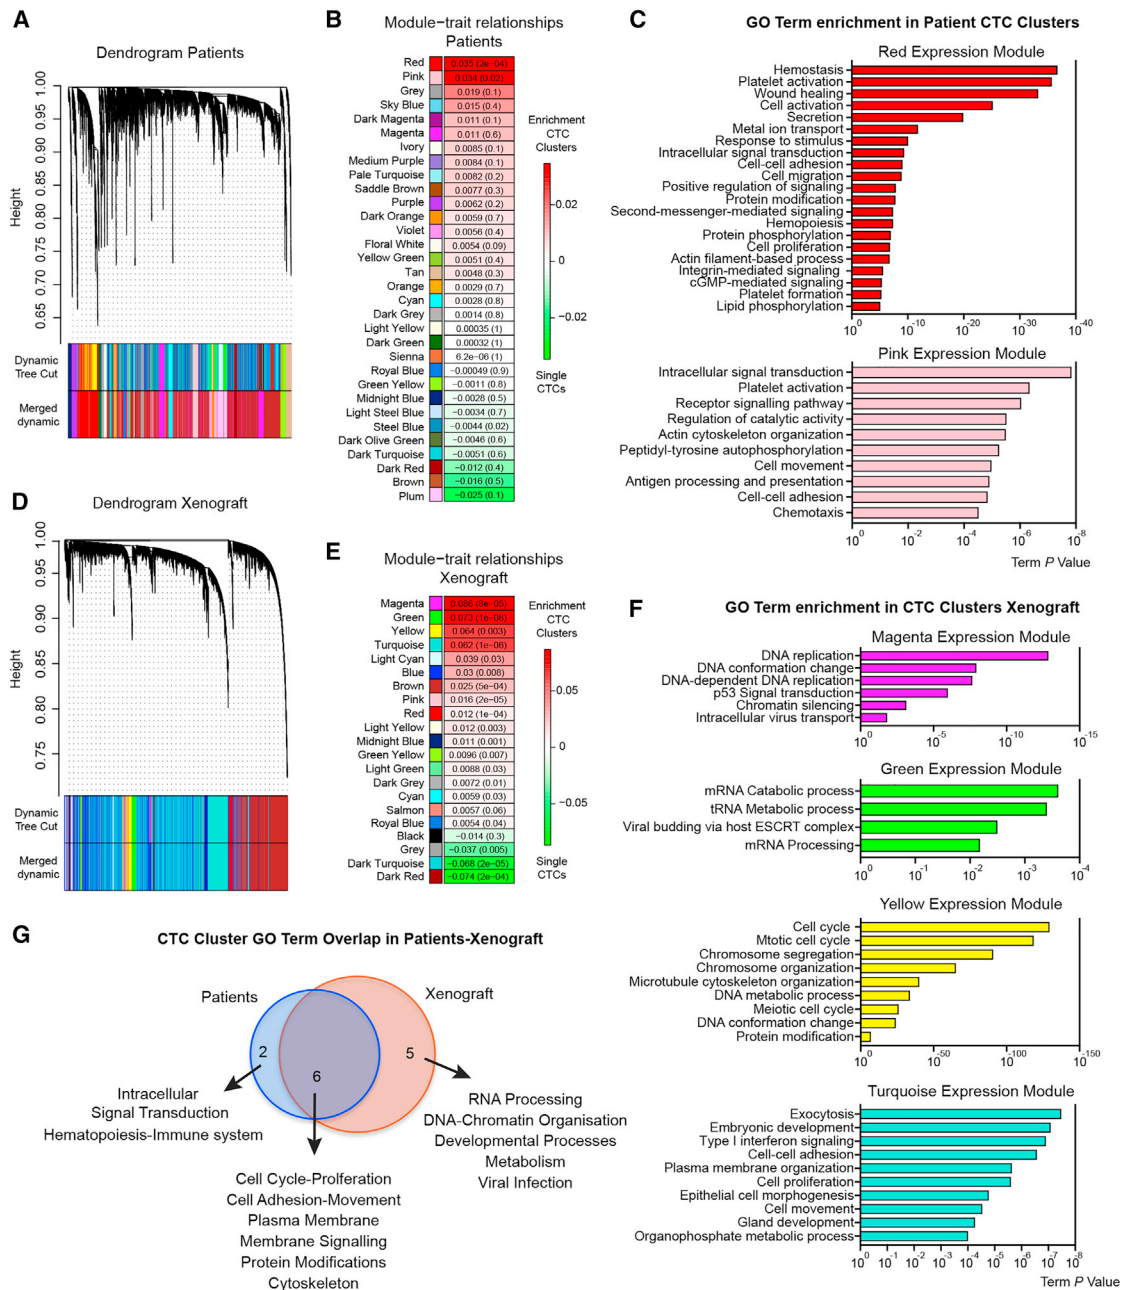 A
Dendrogram Patients
Height
1.00
0.95
0.90
0.85
0.80
0.75
0.70
0.65
Dynamic
Tree Cut
Merged
dynamic
B
Module−trait relationships
Patients
Red 0.035 (2e−04)
Pink 0.034 (0.02)
Grey 0.019 (0.1)
Sky Blue 0.015 (0.4)
Dark Magenta 0.011 (0.1)
Magenta 0.011 (0.6)
Ivory 0.0085 (0.1)
Medium Purple 0.0084 (0.1)
Pale Turquoise 0.0082 (0.2)
Saddle Brown 0.0077 (0.3)
Purple 0.0062 (0.2)
Dark Orange 0.0059 (0.7)
Violet 0.0056 (0.4)
Floral White 0.0054 (0.09)
Yellow Green 0.0051 (0.4)
Tan 0.0048 (0.3)
Orange 0.0029 (0.7)
Cyan 0.0028 (0.8)
Dark Grey 0.0014 (0.8)
Light Yellow 0.00035 (1)
Dark Green 0.00032 (1)
Sienna 6.2e−06 (1)
Royal Blue −0.00049 (0.9)
Green Yellow −0.0011 (0.8)
Midnight Blue −0.0028 (0.5)
Light Steel Blue −0.0034 (0.7)
Steel Blue −0.0044 (0.02)
Dark Olive Green −0.0046 (0.6)
Dark Turquoise −0.0051 (0.6)
Dark Red −0.012 (0.4)
Brown −0.016 (0.5)
Plum −0.025 (0.1)
Enrichment
CTC
Clusters
0.02
0
−0.02
Single
CTCs
C
GO Term enrichment in Patient CTC Clusters
Red Expression Module
Hemostasis
Platelet activation
Wound healing
Cell activation
Secretion
Metal ion transport
Response to stimulus
Intracellular signal transduction
Cell-cell adhesion
Cell migration
Positive regulation of signaling
Protein modification
Second-messenger-mediated signaling
Hemopoiesis
Protein phosphorylation
Cell proliferation
Actin filament-based process
Integrin-mediated signaling
cGMP-mediated signaling
Platelet formation
Lipid phosphorylation
10^0 10^-10 10^-20 10^-30 10^-40
Pink Expression Module
Intracellular signal transduction
Platelet activation
Receptor signalling pathway
Regulation of catalytic activity
Actin cytoskeleton organization
Peptidyl-tyrosine autophosphorylation
Cell movement
Antigen processing and presentation
Cell-cell adhesion
Chemotaxis
10^0 10^-2 10^-4 10^-6 10^-8
Term P Value
D
Dendrogram Xenograft
Height
1.00
0.95
0.90
0.85
0.80
0.75
Dynamic
Tree Cut
Merged
dynamic
E
Module−trait relationships
Xenograft
Magenta 0.086 (8e−05)
Green 0.073 (1e−08)
Yellow 0.064 (0.003)
Turquoise 0.062 (1e−06)
Light Cyan 0.039 (0.03)
Blue 0.03 (0.008)
Brown 0.025 (5e−04)
Pink 0.016 (2e−05)
Red 0.012 (1e−04)
Light Yellow 0.012 (0.003)
Midnight Blue 0.011 (0.001)
Green Yellow 0.0096 (0.007)
Light Green 0.0088 (0.03)
Dark Grey 0.0072 (0.01)
Cyan 0.0059 (0.03)
Salmon 0.0057 (0.06)
Royal Blue 0.0054 (0.04)
Black −0.014 (0.3)
Grey −0.037 (0.005)
Dark Turquoise −0.068 (2e−05)
Dark Red −0.074 (2e−04)
Enrichment
CTC
Clusters
0.05
0
−0.05
Single
CTCs
F
GO Term enrichment in CTC Clusters Xenograft
Magenta Expression Module
DNA replication
DNA conformation change
DNA-dependent DNA replication
p53 Signal transduction
Chromatin silencing
Intracellular virus transport
10^0 10^-5 10^-10 10^-15
Green Expression Module
mRNA Catabolic process
tRNA Metabolic process
Viral budding via host ESCRT complex
mRNA Processing
10^0 10^-1 10^-2 10^-3 10^-4
Yellow Expression Module
Cell cycle
Mtotic cell cycle
Chromosome segregation
Chromosome organization
Microtubule cytoskeleton organization
DNA metabolic process
Meiotic cell cycle
DNA conformation change
Protein modification
10^0 10^-50 10^-100 10^-150
Turquoise Expression Module
Exocytosis
Embryonic development
Type I interferon signaling
Cell-cell adhesion
Plasma membrane organization
Cell proliferation
Epithelial cell morphogenesis
Cell movement
Gland development
Organophosphate metabolic process
10^0 10^-1 10^-2 10^-3 10^-4 10^-5 10^-6 10^-7 10^-8
Term P Value
G
CTC Cluster GO Term Overlap in Patients-Xenograft
Patients
Xenograft
2
6
5
Intracellular
Signal Transduction
Hematopoiesis-Immune system
RNA Processing
DNA-Chromatin Organisation
Developmental Processes
Metabolism
Viral Infection
Cell Cycle-Prolferation
Cell Adhesion-Movement
Plasma Membrane
Membrane Signalling
Protein Modifications
Cytoskeleton